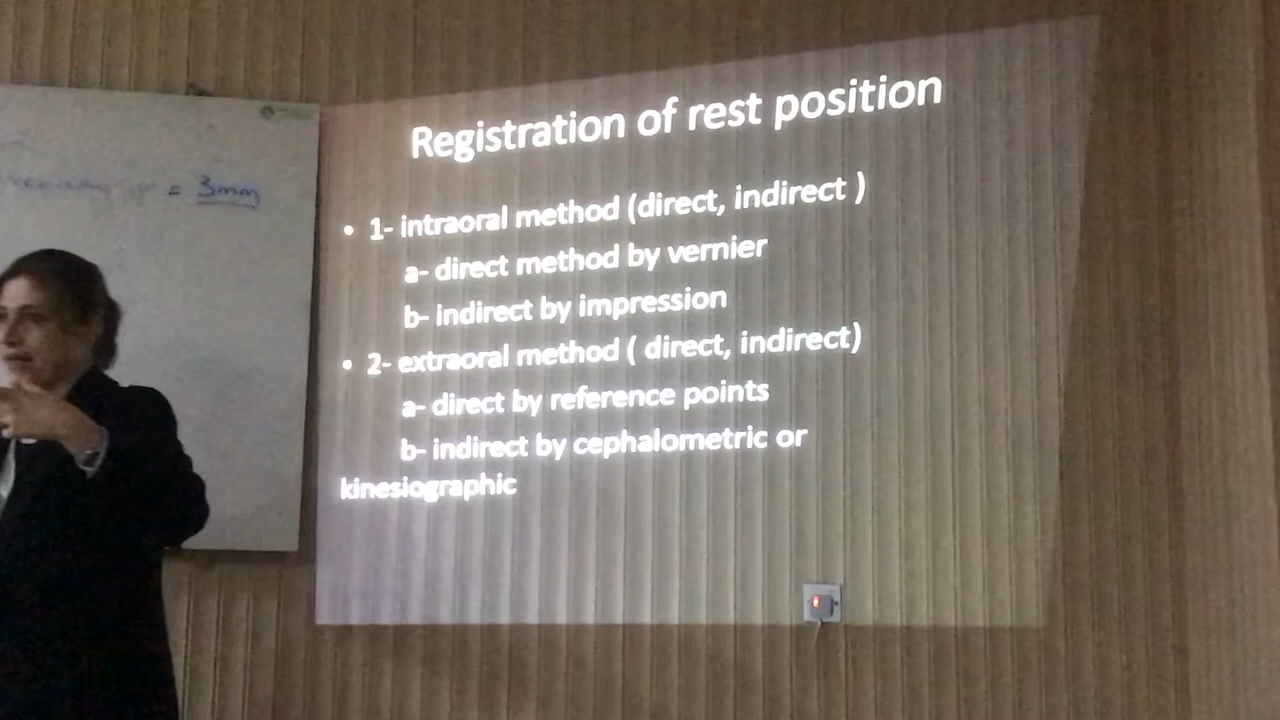 = 3mm
Registration of rest position
• 1- intraoral method (direct, indirect )
a- direct method by vernier
b- indirect by impression
• 2- extraoral method ( direct, indirect)
a- direct by reference points
b- indirect by cephalometric or
kinesiographic